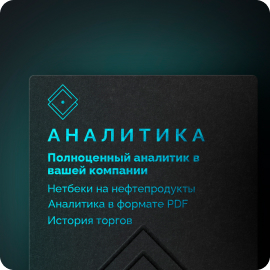 АНАЛИТИКА
Полноценный аналитик в
вашей компании
Нетбеки на нефтепродукты
Аналитика в формате PDF
История торгов